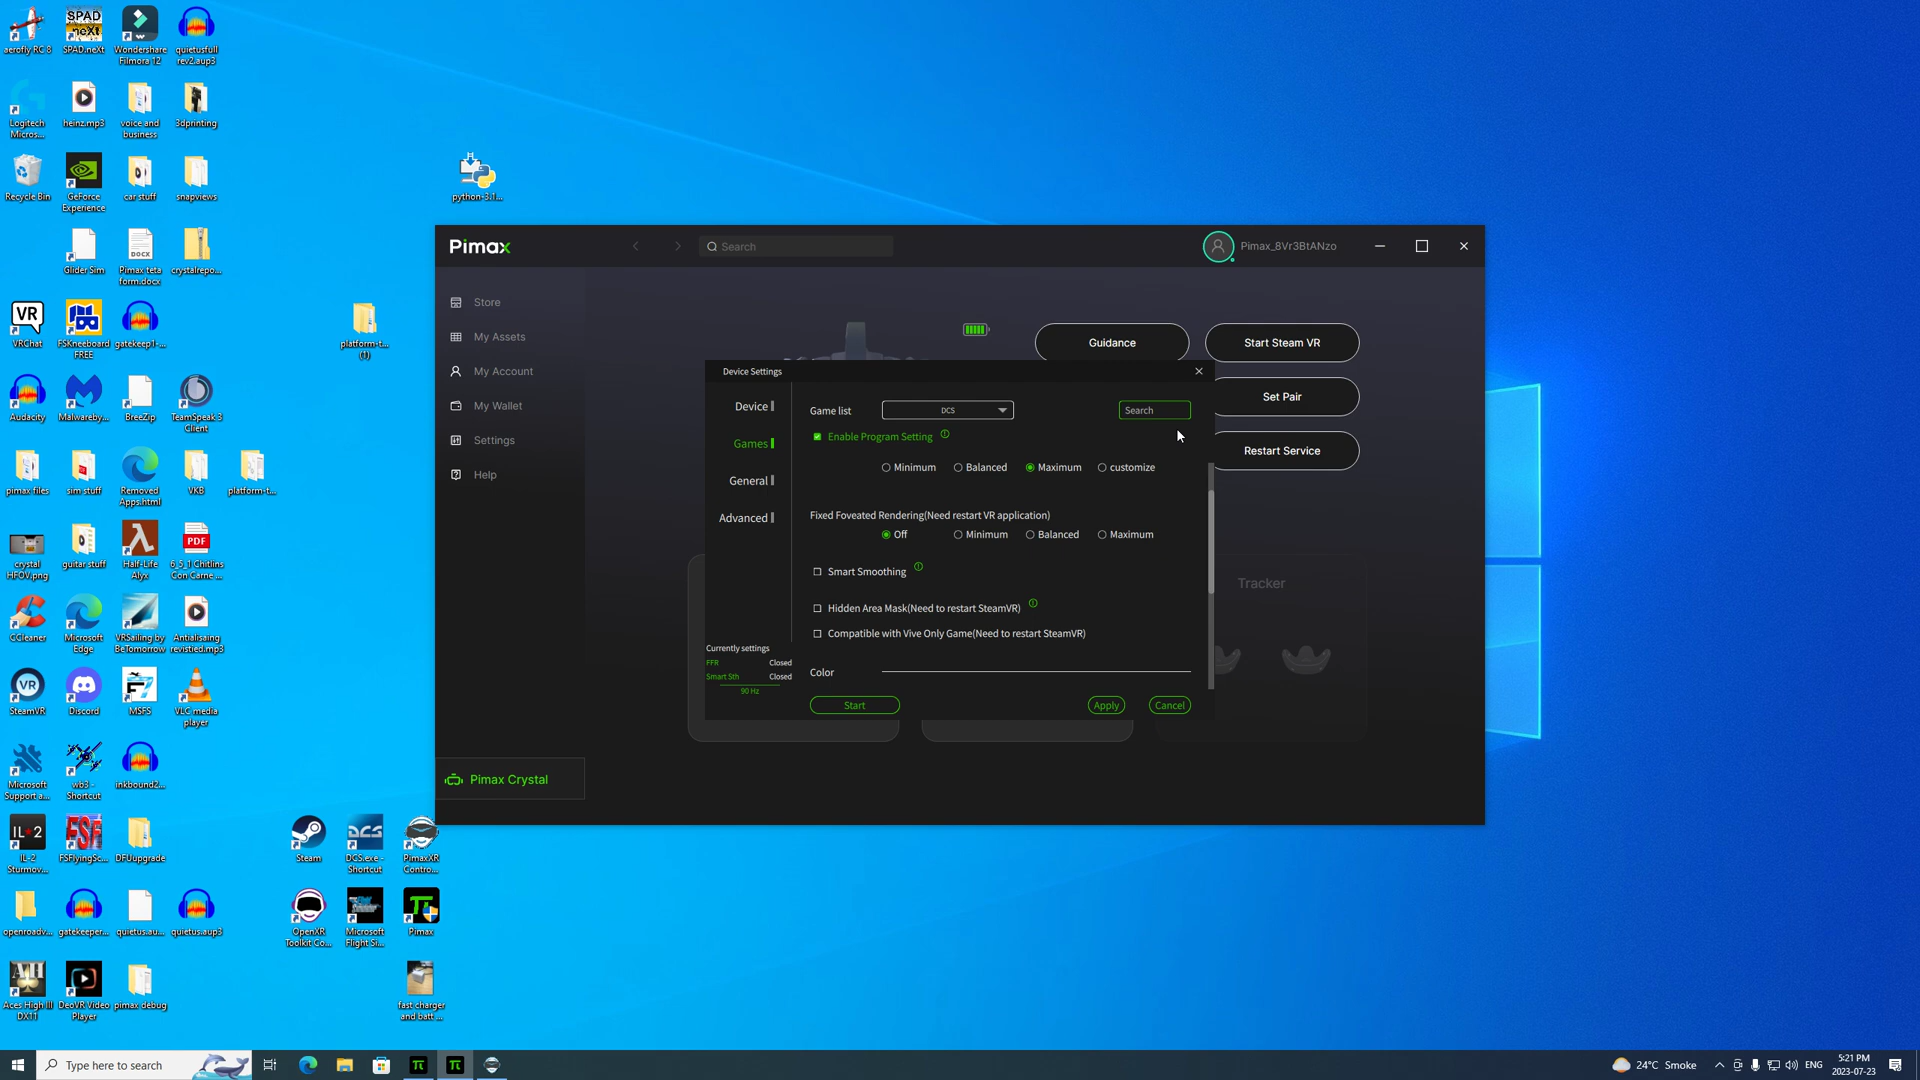 aerofly RC 8
SPAD.neXt
Wondershare Filmora 12
quietusfull rev2.aup3
Logitech Micros...
heinz.mp3
voice and business
3dprinting
Recycle Bin
GeForce Experience
car stuff
snapviews
python-3.1...
Glider Sim
Pimax teta form.docx
crystalrepo...
VRChat
FSKneeboard FREE
gatekeep1-...
platform-t... (1)
Audacity
Malwareby...
BreeZip
TeamSpeak 3 Client
pimax files
sim stuff
Removed Apps.html
VKB
platform-t...
crystal HFOV.png
guitar stuff
Half-Life Alyx
6_5_1 Chitlins Con Carne ...
CCleaner
Microsoft Edge
VRSailing by BeTomorrow
Antialisaing revistied.mp3
SteamVR
Discord
MSFS
VLC media player
Microsoft Support a...
wb3 - Shortcut
inkbound2...
IL-2 Sturmov...
FSFlyingSc...
DFUupgrade
Steam
DCS.exe - Shortcut
PimaxXR Contro...
openroadv...
gatekeeper...
quietus.au...
quietus.aup3
OpenXR Toolkit Co...
Microsoft Flight Si...
Pimax
Aces High III DX11
DeoVR Video Player
pimax debug
fast charger and batt ...
Pimax
Search
Pimax_8Vr3BtANzo
Store
My Assets
My Account
My Wallet
Settings
Help
Pimax Crystal
Guidance
Start Steam VR
Set Pair
Restart Service
Tracker
Device Settings
Device
Games
General
Advanced
Currently settings
FFR Closed
Smart Sth Closed
90 Hz
Game list DCS Search
Enable Program Setting
Minimum Balanced Maximum customize
Fixed Foveated Rendering(Need restart VR application)
Off Minimum Balanced Maximum
Smart Smoothing
Hidden Area Mask(Need to restart SteamVR)
Compatible with Vive Only Game(Need to restart SteamVR)
Color
Start Apply Cancel
Type here to search
24°C Smoke
ENG
5:21 PM
2023-07-23